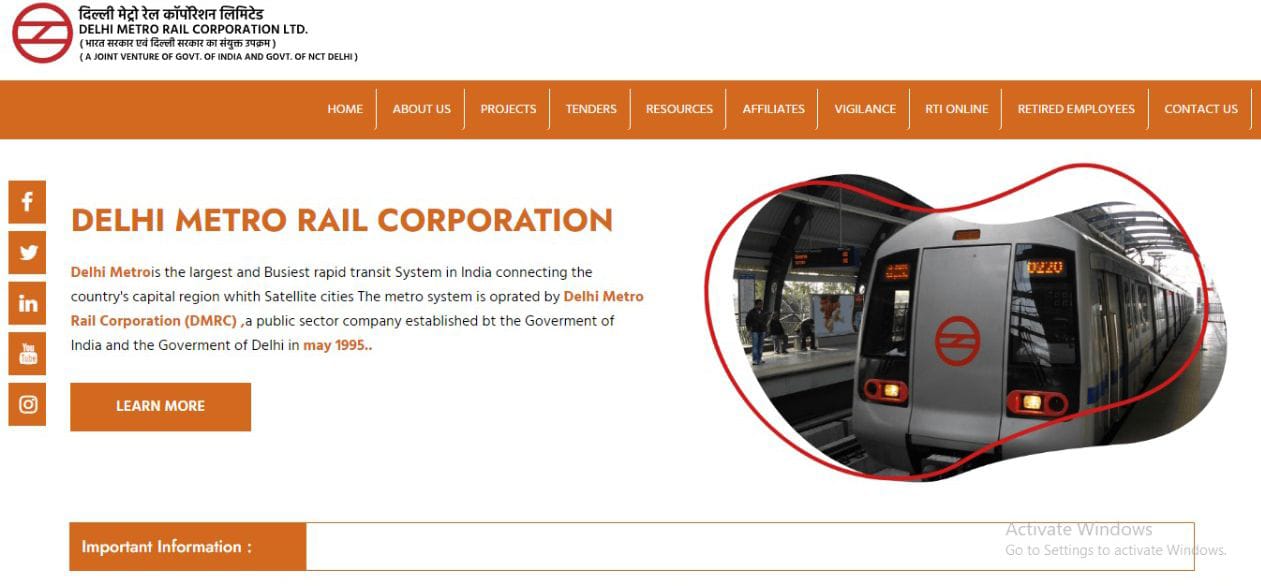 दिल्ली मेट्रो रेल कॉर्पोरेशन लिमिटेड
DELHI METRO RAIL CORPORATION LTD.
( भारत सरकार एवं दिल्ली सरकार का संयुक्त उपक्रम )
( A JOINT VENTURE OF GOVT. OF INDIA AND GOVT. OF NCT DELHI )
HOME ABOUT US PROJECTS TENDERS RESOURCES AFFILIATES VIGILANCE RTI ONLINE RETIRED EMPLOYEES CONTACT US
DELHI METRO RAIL CORPORATION
Delhi Metrois the largest and Busiest rapid transit System in India connecting the
country's capital region whith Satellite cities The metro system is oprated by Delhi Metro
Rail Corporation (DMRC) ,a public sector company established bt the Goverment of
India and the Goverment of Delhi in may 1995..
LEARN MORE
You
Tube
0220
Important Information :
Activate Windows
Go to Settings to activate Windows.